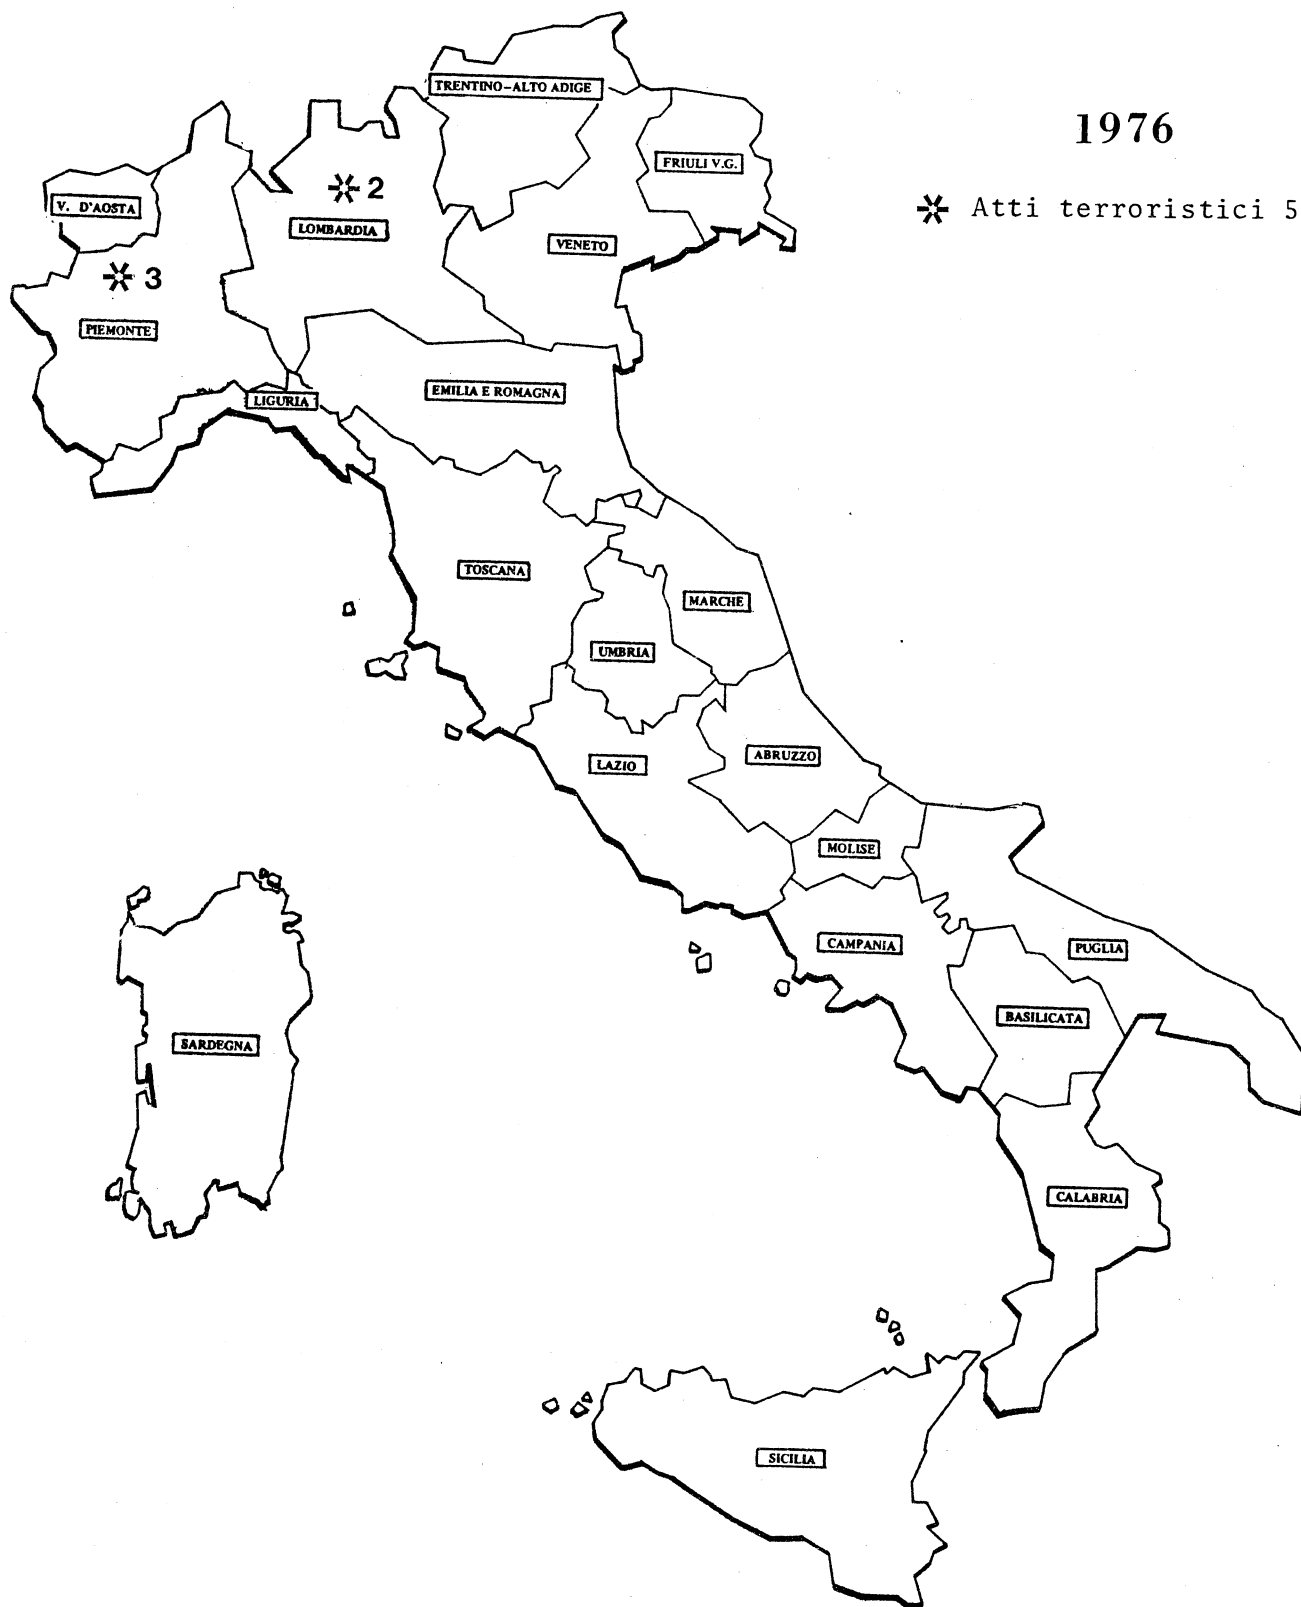 TRENTINO-ALTO ADIGE
1976
FRIULI V.G.
2
V. D'AOSTA
Atti terroristici 5
LOMBARDIA
VENETO
3
PIEMONTE
EMILIA E ROMAGNA
LIGURIA
TOSCANA
MARCHE
UMBRIA
ABRUZZO
LAZIO
MOLISE
CAMPANIA
PUGLIA
BASILICATA
SARDEGNA
CALABRIA
SICILIA